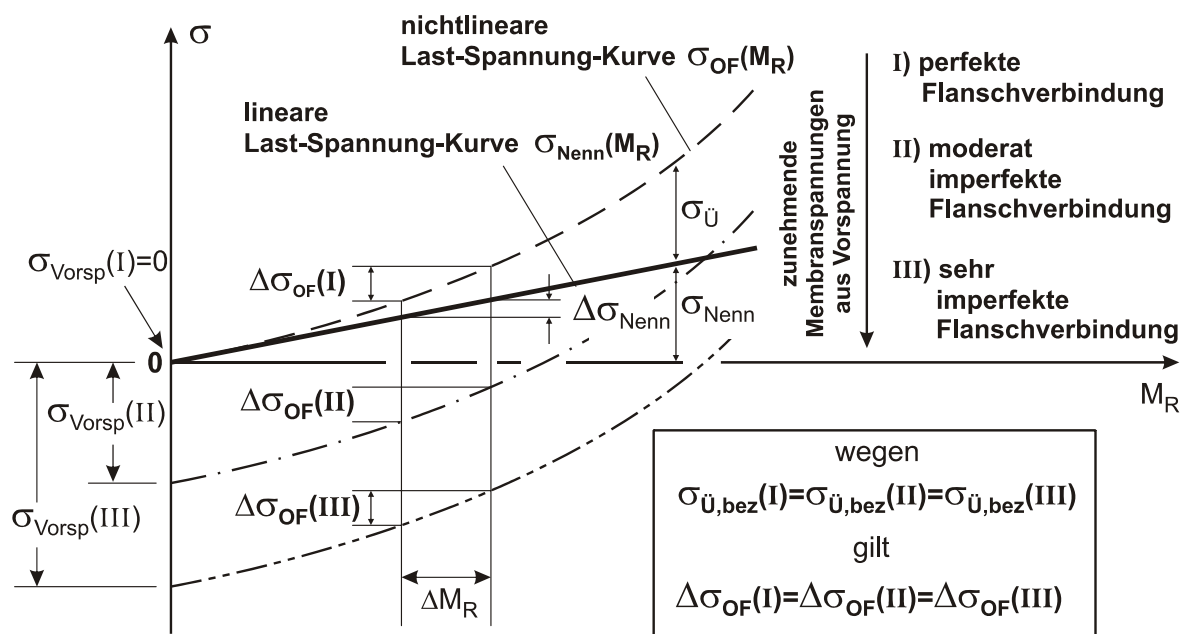 σ
nichtlineare
Last-Spannung-Kurve σOF(MR)
lineare
Last-Spannung-Kurve σNenn(MR)
σVorsp(I)=0
ΔσOF(I)
σÜ
ΔσNenn
σNenn
0
MR
σVorsp(II)
ΔσOF(II)
σVorsp(III)
ΔσOF(III)
ΔMR
zunehmende
Membranspannungen
aus Vorspannung
I) perfekte
Flanschverbindung
II) moderat
imperfekte
Flanschverbindung
III) sehr
imperfekte
Flanschverbindung
wegen
σÜ,bez(I)=σÜ,bez(II)=σÜ,bez(III)
gilt
ΔσOF(I)=ΔσOF(II)=ΔσOF(III)